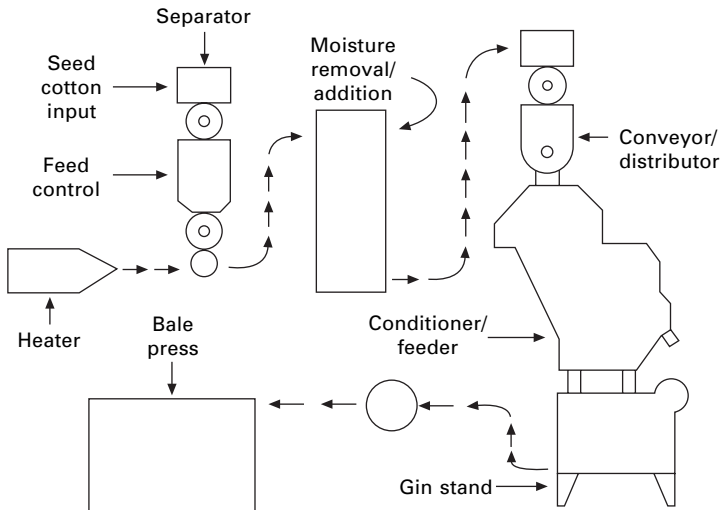 Separator
Seed
cotton
input
Moisture
removal/
addition
Conveyor/
distributor
Feed
control
Heater
Bale
press
Conditioner/
feeder
Gin stand